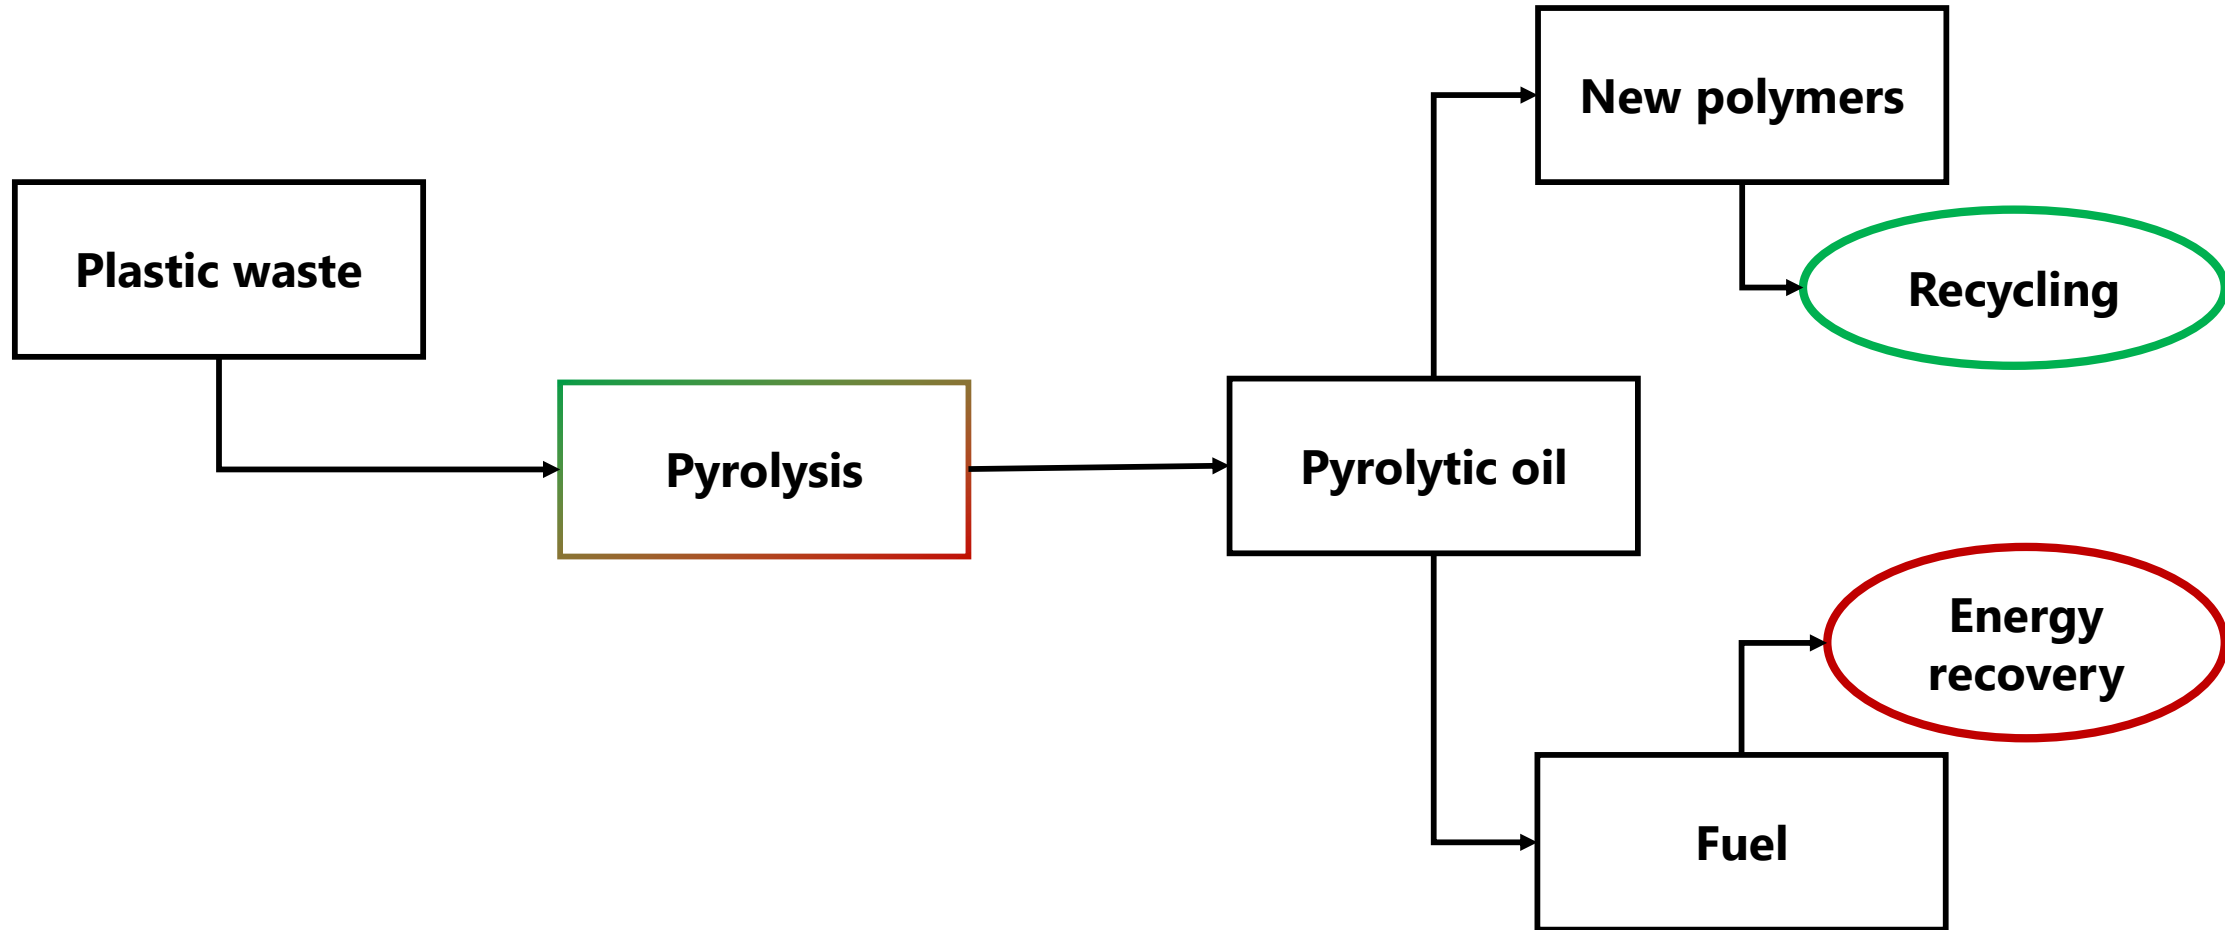 New polymers
Plastic waste
Recycling
Pyrolysis
Pyrolytic oil
Energy
recovery
Fuel